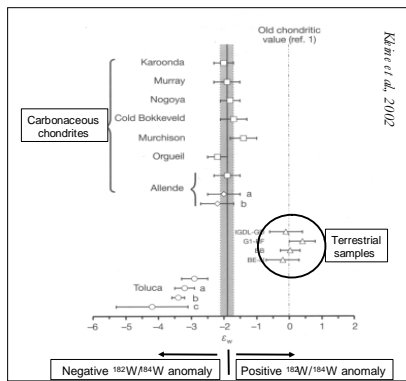 Old chondritic
value (ref. 1)
Kleine et al., 2002
Karoonda
Murray
Nogoya
Cold Bokkeveld
Murchison
Orgueil
Allende
a
b
Carbonaceous
chondrites
IGDL-GD
G1-RF
BB
BE-N
Terrestrial
samples
Toluca
a
b
c
−6 −5 −4 −3 −2 −1 0 1 2
εw
Negative ¹⁸²W/¹⁸⁴W anomaly
Positive ¹⁸²W/¹⁸⁴W anomaly